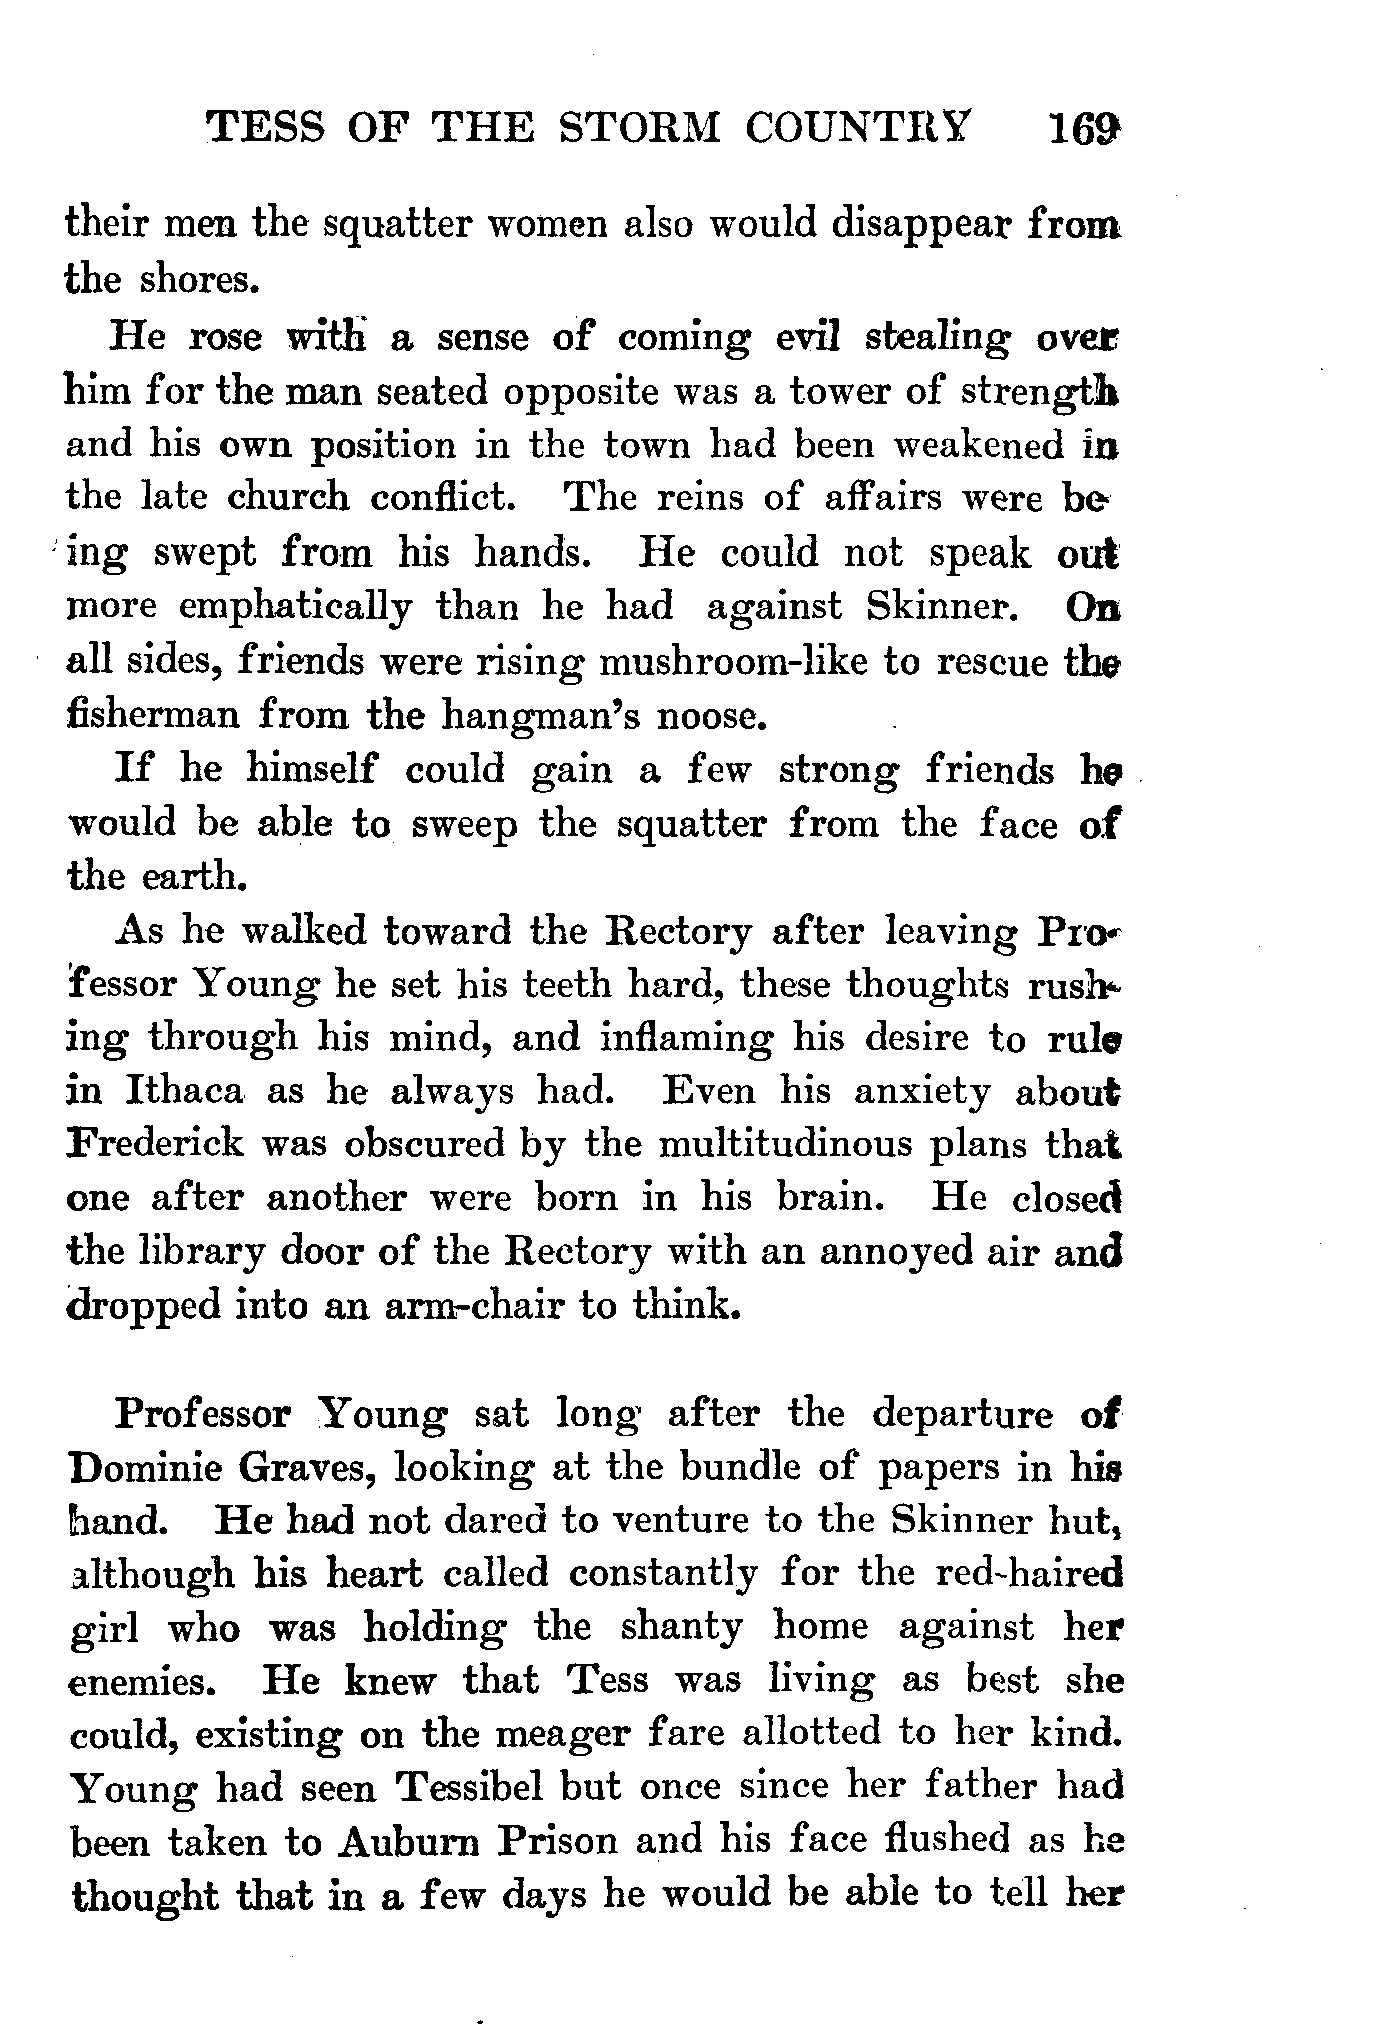 TESS OF THE STORM COUNTRY 169
their men the squatter women also would disappear from
the shores.
He rose with a sense of coming evil stealing over
him for the man seated opposite was a tower of strength
and his own position in the town had been weakened in
the late church conflict. The reins of affairs were be-
ing swept from his hands. He could not speak out
more emphatically than he had against Skinner. On
all sides, friends were rising mushroom-like to rescue the
fisherman from the hangman's noose.
If he himself could gain a few strong friends he
would be able to sweep the squatter from the face of
the earth.
As he walked toward the Rectory after leaving Pro-
fessor Young he set his teeth hard, these thoughts rush-
ing through his mind, and inflaming his desire to rule
in Ithaca as he always had. Even his anxiety about
Frederick was obscured by the multitudinous plans that
one after another were born in his brain. He closed
the library door of the Rectory with an annoyed air and
dropped into an arm-chair to think.
Professor Young sat long after the departure of
Dominie Graves, looking at the bundle of papers in his
hand. He had not dared to venture to the Skinner hut,
although his heart called constantly for the red-haired
girl who was holding the shanty home against her
enemies. He knew that Tess was living as best she
could, existing on the meager fare allotted to her kind.
Young had seen Tessibel but once since her father had
been taken to Auburn Prison and his face flushed as he
thought that in a few days he would be able to tell her